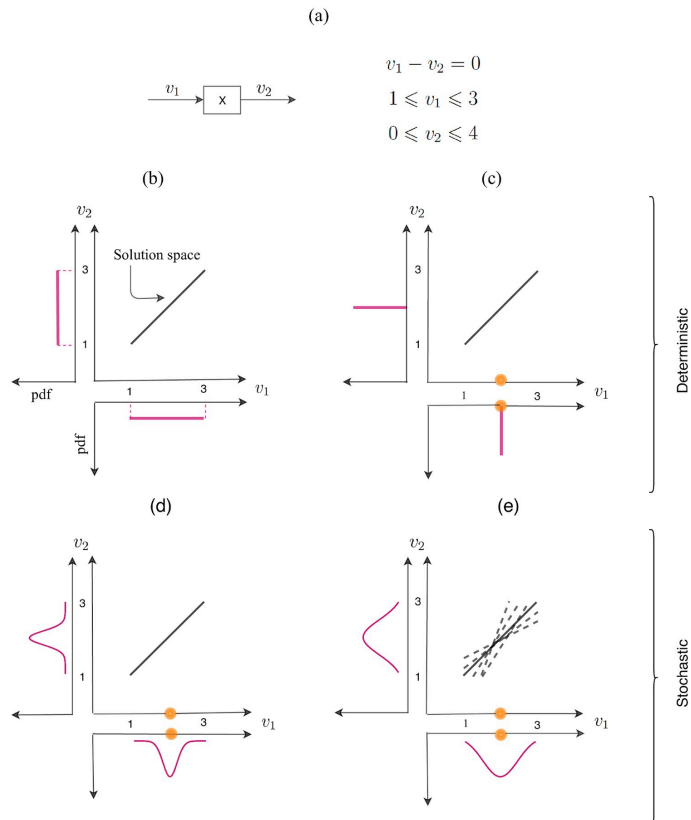 (a)
v₁ x v₂
v₁ − v₂ = 0
1 ⩽ v₁ ⩽ 3
0 ⩽ v₂ ⩽ 4
(b)
v₂
3
Solution space
1
pdf
1 3 v₁
pdf
(c)
v₂
3
1
1 3 v₁
Deterministic
(d)
v₂
3
1
1 3 v₁
(e)
v₂
3
1
1 3 v₁
Stochastic